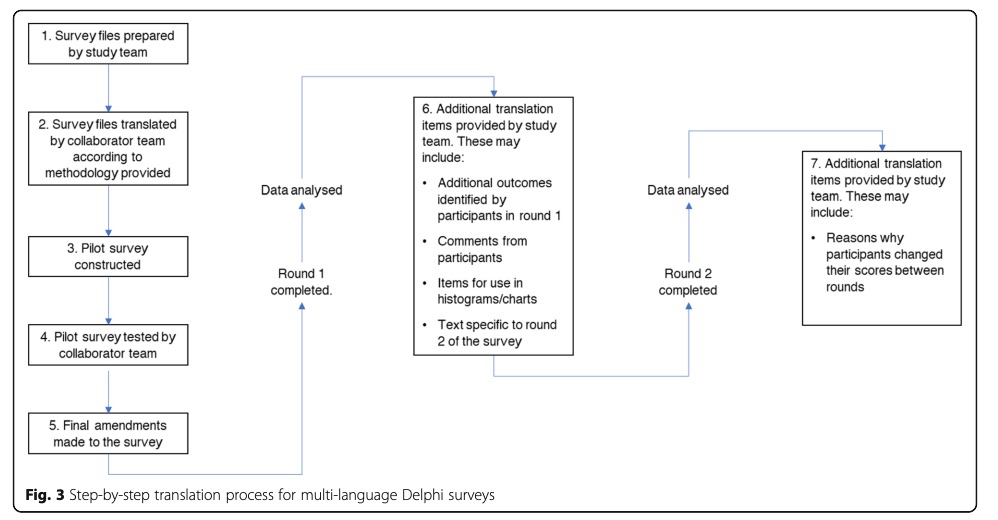 1. Survey files prepared
by study team
2. Survey files translated
by collaborator team
according to
methodology provided
3. Pilot survey
constructed
4. Pilot survey tested by
collaborator team
5. Final amendments
made to the survey
Data analysed
Round 1
completed.
6. Additional translation
items provided by study
team. These may
include:
• Additional outcomes
identified by
participants in round 1
• Comments from
participants
• Items for use in
histograms/charts
• Text specific to round
2 of the survey
Data analysed
Round 2
completed
7. Additional translation
items provided by study
team. These may
include:
• Reasons why
participants changed
their scores between
rounds
Fig. 3 Step-by-step translation process for multi-language Delphi surveys